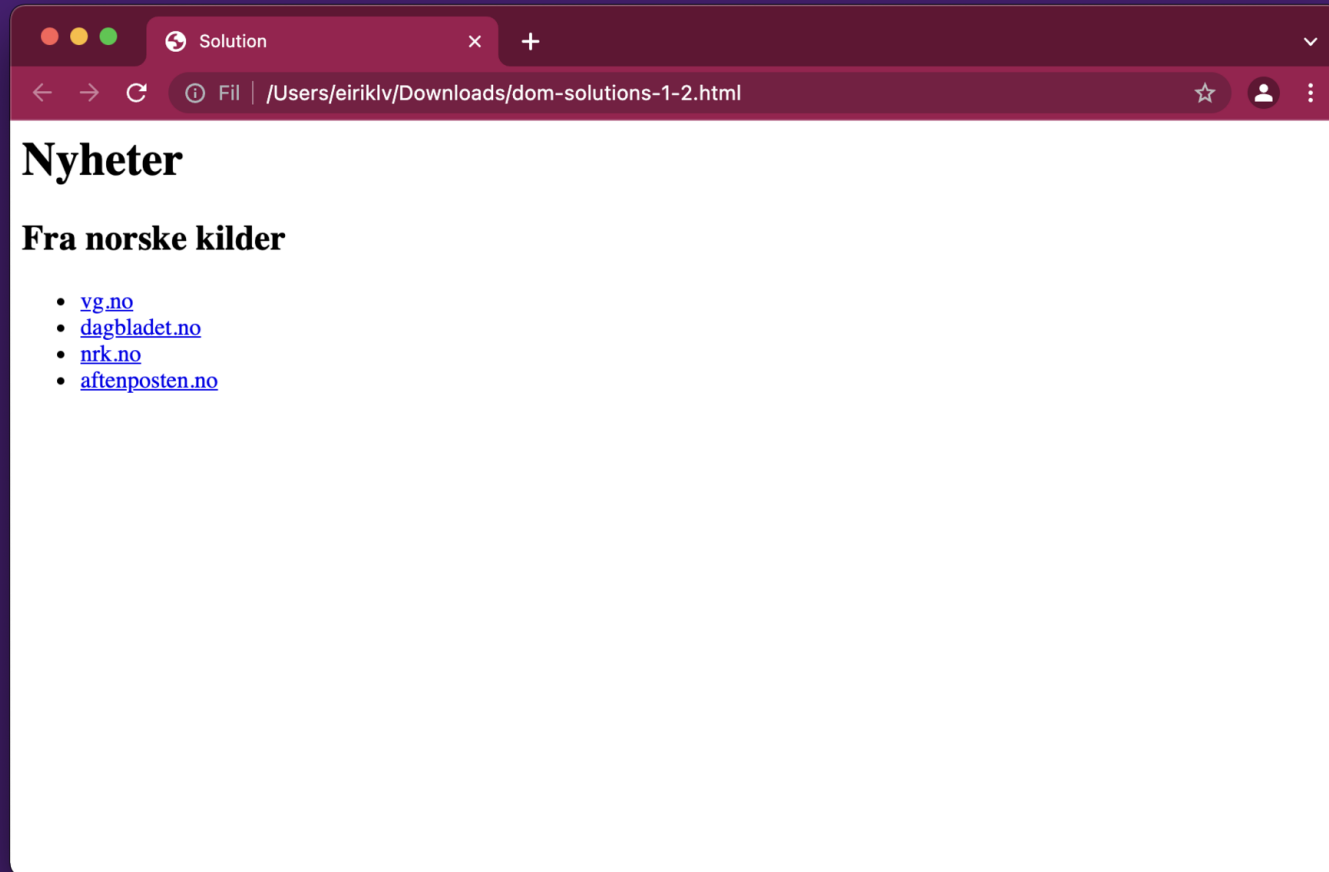 Solution
Fil /Users/eiriklv/Downloads/dom-solutions-1-2.html
Nyheter
Fra norske kilder
vg.no
dagbladet.no
nrk.no
aftenposten.no